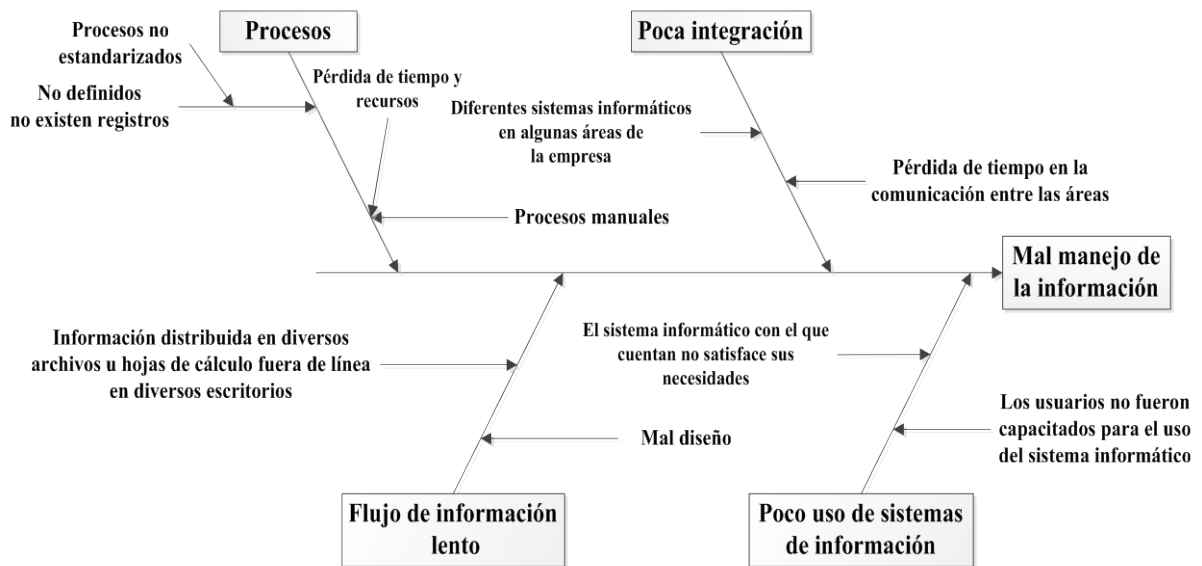 Procesos
Procesos no
estandarizados
No definidos
no existen registros
Pérdida de tiempo y
recursos
Procesos manuales
Poca integración
Diferentes sistemas informáticos
en algunas áreas de
la empresa
Pérdida de tiempo en la
comunicación entre las áreas
Mal manejo de
la información
Información distribuida en diversos
archivos u hojas de cálculo fuera de línea
en diversos escritorios
Mal diseño
Flujo de información
lento
El sistema informático con el que
cuentan no satisface sus
necesidades
Los usuarios no fueron
capacitados para el uso
del sistema informático
Poco uso de sistemas
de información